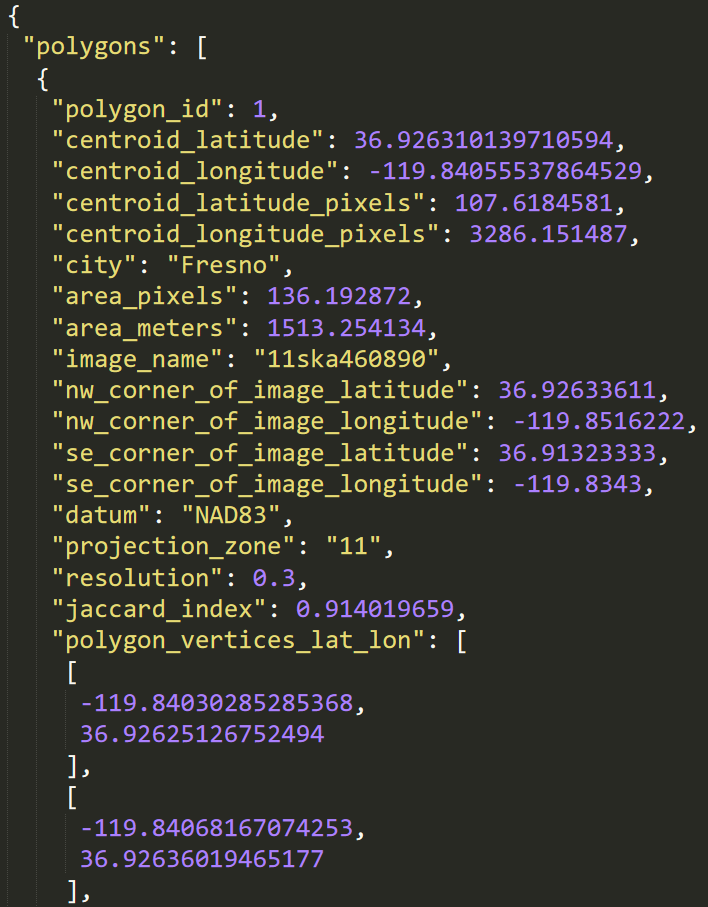 {
"polygons": [
{
"polygon_id": 1,
"centroid_latitude": 36.926310139710594,
"centroid_longitude": -119.84055537864529,
"centroid_latitude_pixels": 107.6184581,
"centroid_longitude_pixels": 3286.151487,
"city": "Fresno",
"area_pixels": 136.192872,
"area_meters": 1513.254134,
"image_name": "11ska460890",
"nw_corner_of_image_latitude": 36.92633611,
"nw_corner_of_image_longitude": -119.8516222,
"se_corner_of_image_latitude": 36.91323333,
"se_corner_of_image_longitude": -119.8343,
"datum": "NAD83",
"projection_zone": "11",
"resolution": 0.3,
"jaccard_index": 0.914019659,
"polygon_vertices_lat_lon": [
[
-119.84030285285368,
36.92625126752494
],
[
-119.84068167074253,
36.92636019465177
],